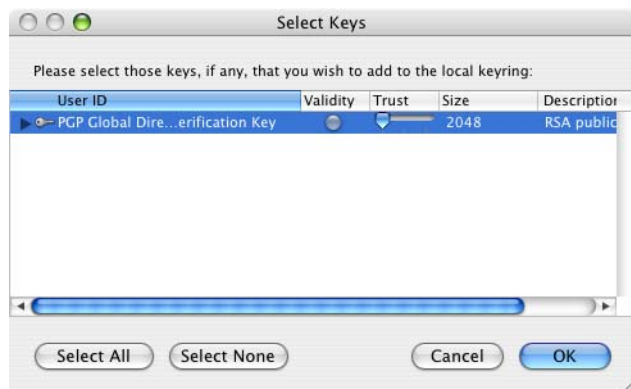 Select Keys
Please select those keys, if any, that you wish to add to the local keyring:
User ID Validity Trust Size Description
PGP Global Dire...erification Key 2048 RSA public
Select All Select None Cancel OK